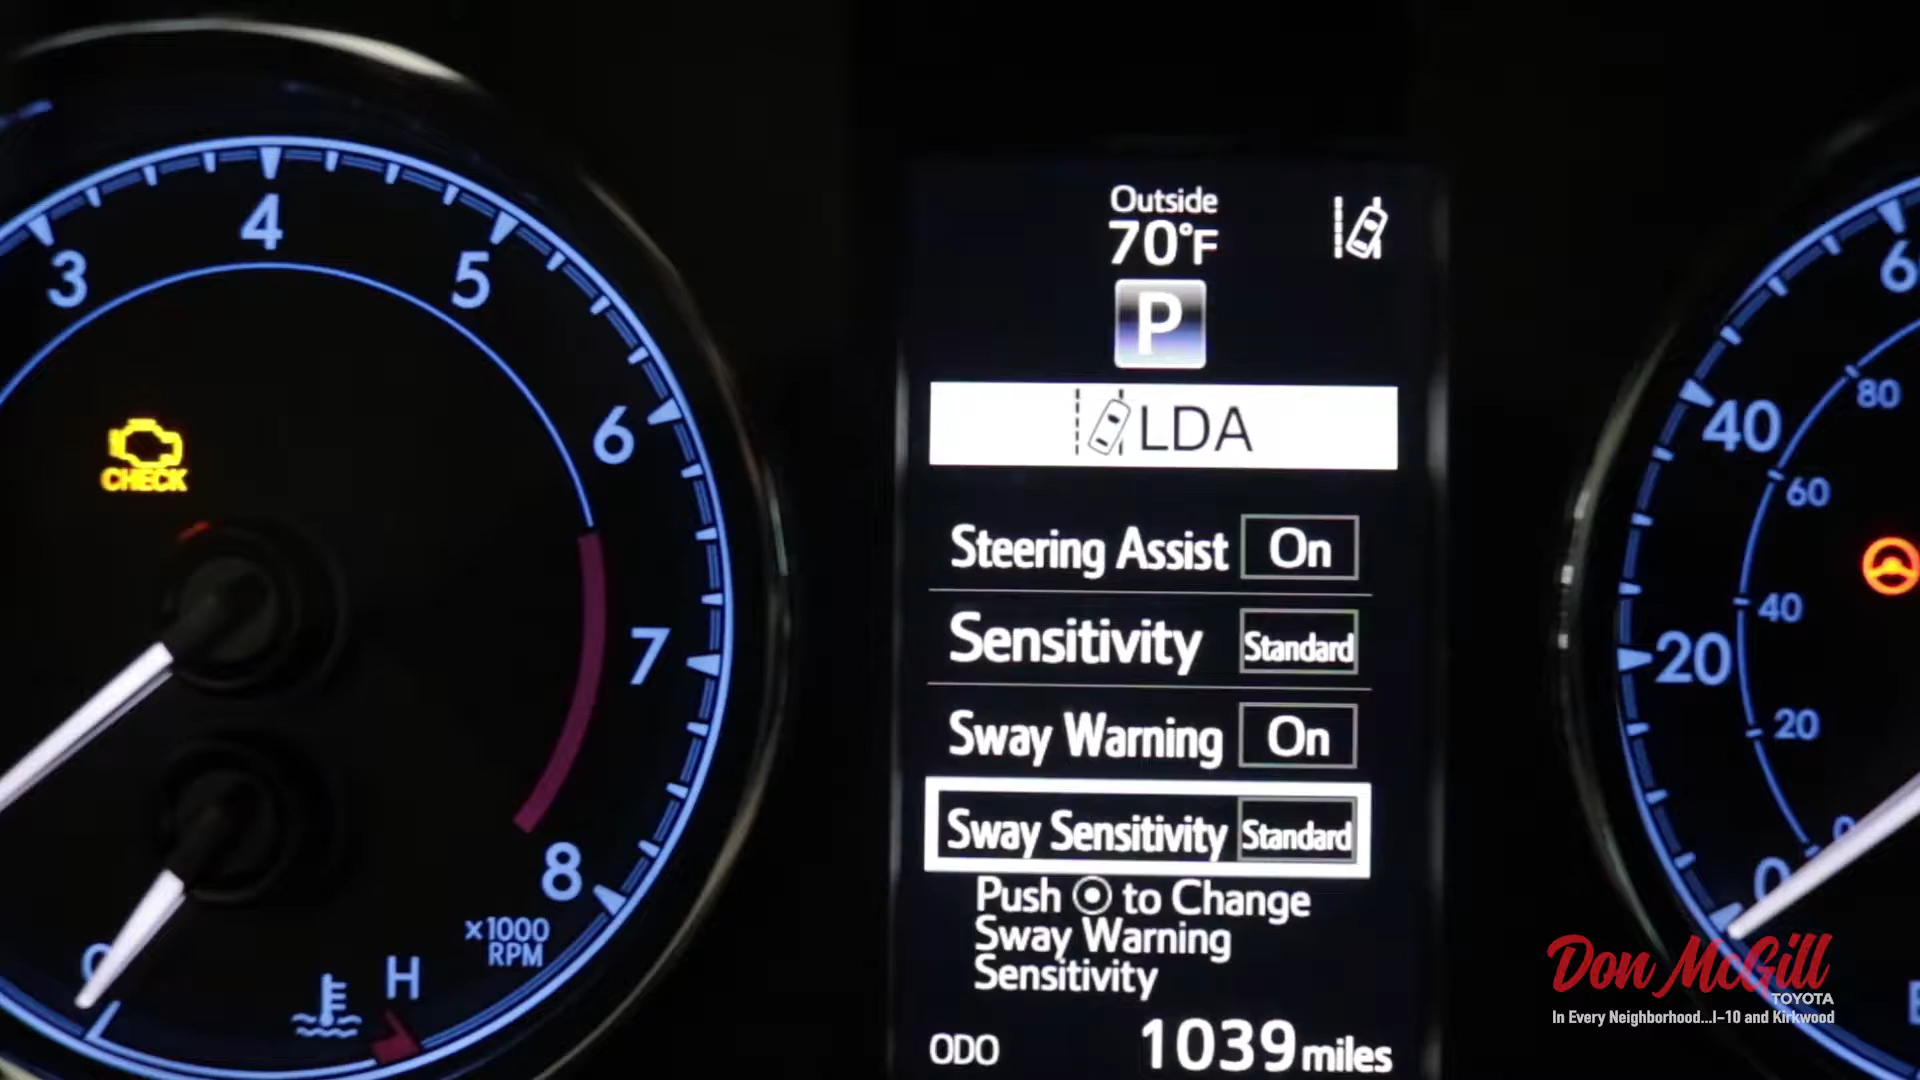 3
4
5
6
7
8
x1000
RPM
CHECK
H
C
Outside
70°F
P
LDA
Steering Assist On
Sensitivity Standard
Sway Warning On
Sway Sensitivity Standard
Push to Change
Sway Warning
Sensitivity
ODO 1039 miles
40
20
0
80
60
40
20
0
Don McGill
TOYOTA
In Every Neighborhood...I-10 and Kirkwood